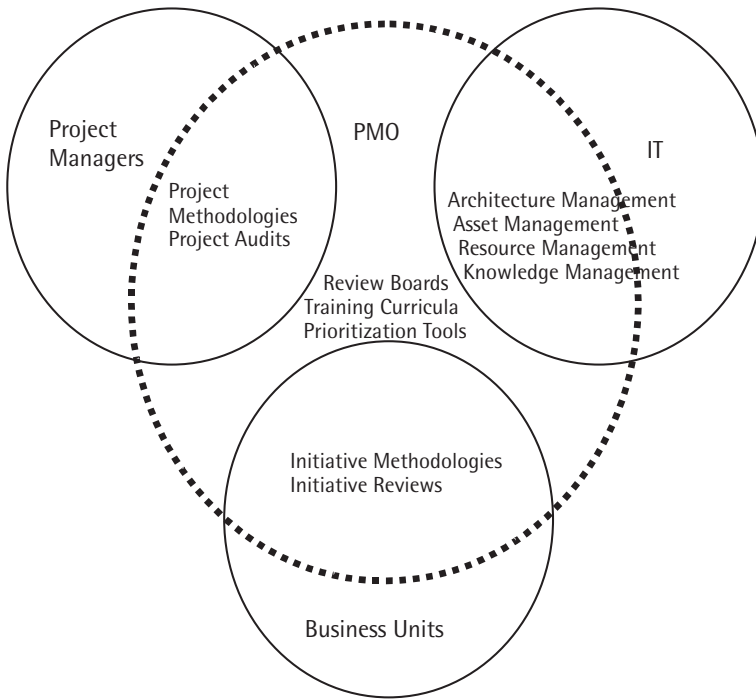 Project
Managers
PMO
IT
Project
Methodologies
Project Audits
Architecture Management
Asset Management
Resource Management
Knowledge Management
Review Boards
Training Curricula
Prioritization Tools
Initiative Methodologies
Initiative Reviews
Business Units